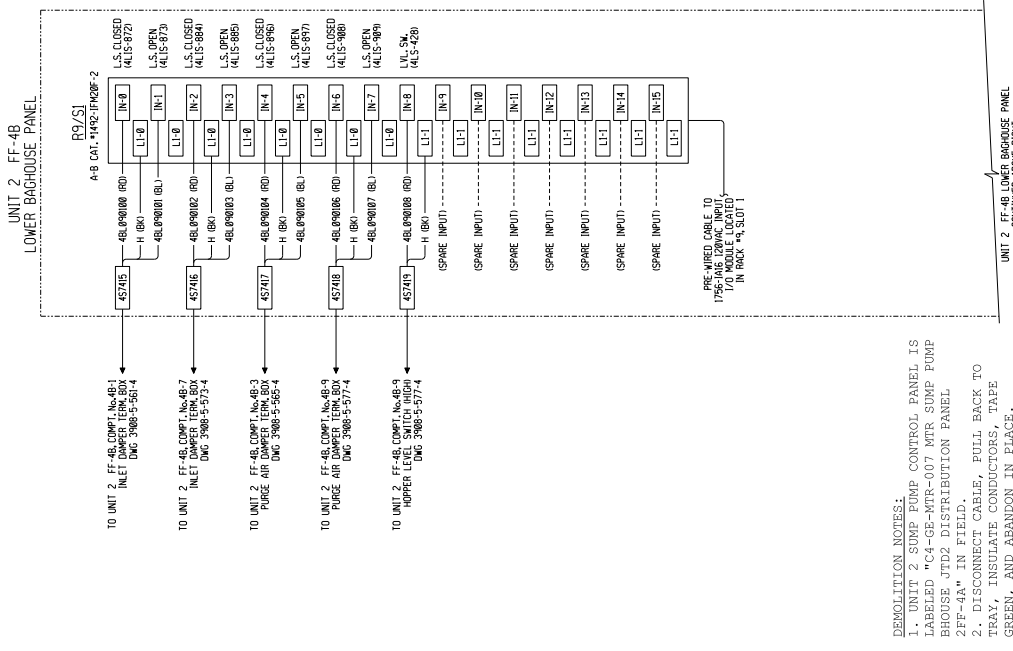 UNIT 2 FF-4B
LOWER BAGHOUSE PANEL
R9/S1
A-B CAT. #1492-IFM20F-2
TO UNIT 2 FF-4B, COMPT. No.4B-1
INLET DAMPER TERM. BOX
DWG 3908-5-561-4
4S7415
4BL090100 (RD)
H (BK)
4BL090101 (BL)
IN-0
L1-0
IN-1
L1-0
L.S. CLOSED
(4LIS-872)
L.S. OPEN
(4LIS-873)
TO UNIT 2 FF-4B, COMPT. No.4B-7
INLET DAMPER TERM. BOX
DWG 3908-5-573-4
4S7416
4BL090102 (RD)
H (BK)
4BL090103 (BL)
IN-2
L1-0
IN-3
L1-0
L.S. CLOSED
(4LIS-884)
L.S. OPEN
(4LIS-885)
TO UNIT 2 FF-4B, COMPT. No.4B-3
PURGE AIR DAMPER TERM. BOX
DWG 3908-5-565-4
4S7417
4BL090104 (RD)
H (BK)
4BL090105 (BL)
IN-4
L1-0
IN-5
L1-0
L.S. CLOSED
(4LIS-896)
L.S. OPEN
(4LIS-897)
TO UNIT 2 FF-4B, COMPT. No.4B-9
PURGE AIR DAMPER TERM. BOX
DWG 3908-5-577-4
4S7418
4BL090106 (RD)
H (BK)
4BL090107 (BL)
IN-6
L1-0
IN-7
L1-0
L.S. CLOSED
(4LIS-908)
L.S. OPEN
(4LIS-909)
TO UNIT 2 FF-4B, COMPT. No.4B-9
HOPPER LEVEL SWITCH (HIGH)
DWG 3908-5-577-4
4S7419
4BL090108 (RD)
H (BK)
IN-8
L1-1
LVL. SW.
(4LS-428)
(SPARE INPUT)
IN-9
L1-1
(SPARE INPUT)
IN-10
L1-1
(SPARE INPUT)
IN-11
L1-1
(SPARE INPUT)
IN-12
L1-1
(SPARE INPUT)
IN-13
L1-1
(SPARE INPUT)
IN-14
L1-1
(SPARE INPUT)
IN-15
L1-1
PRE-WIRED CABLE TO
1756-IA16 120VAC INPUT,
I/O MODULE LOCATED
IN RACK #9, SLOT 1
UNIT 2 FF-4B LOWER BAGHOUSE PANEL
DEMOLITION NOTES:
1. UNIT 2 SUMP PUMP CONTROL PANEL IS
LABELED "C4-GE-MTR-007 MTR SUMP PUMP
BHOUSE JTD2 DISTRIBUTION PANEL
2FF-4A" IN FIELD.
2. DISCONNECT CABLE, PULL BACK TO
TRAY, INSULATE CONDUCTORS, TAPE
GREEN, AND ABANDON IN PLACE.